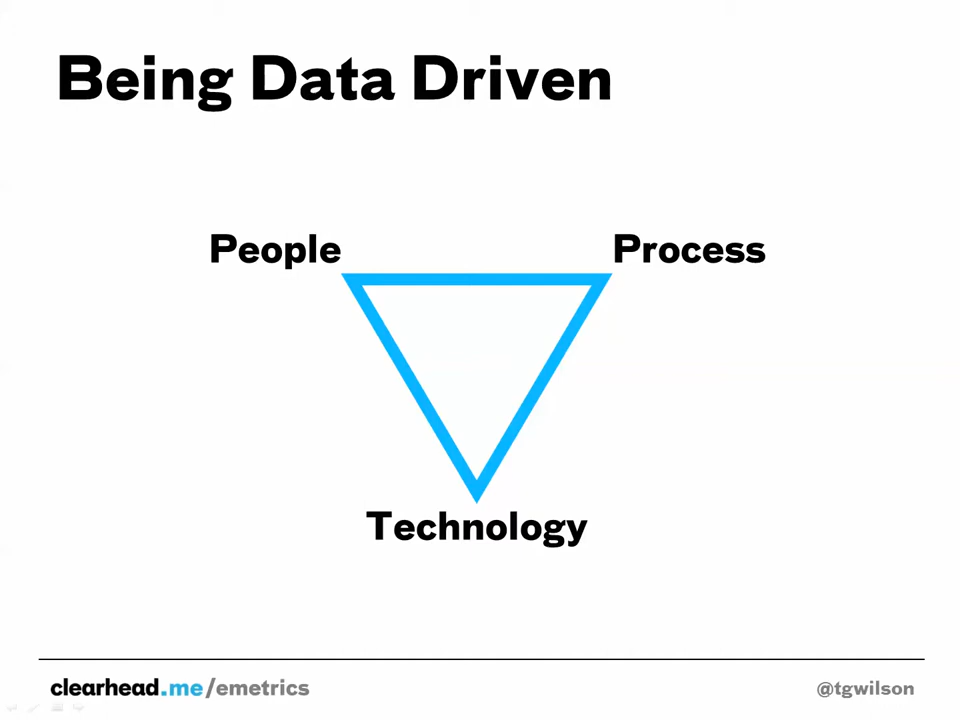 Being Data Driven
People
Process
Technology
clearhead.me/emetrics
@tgwilson